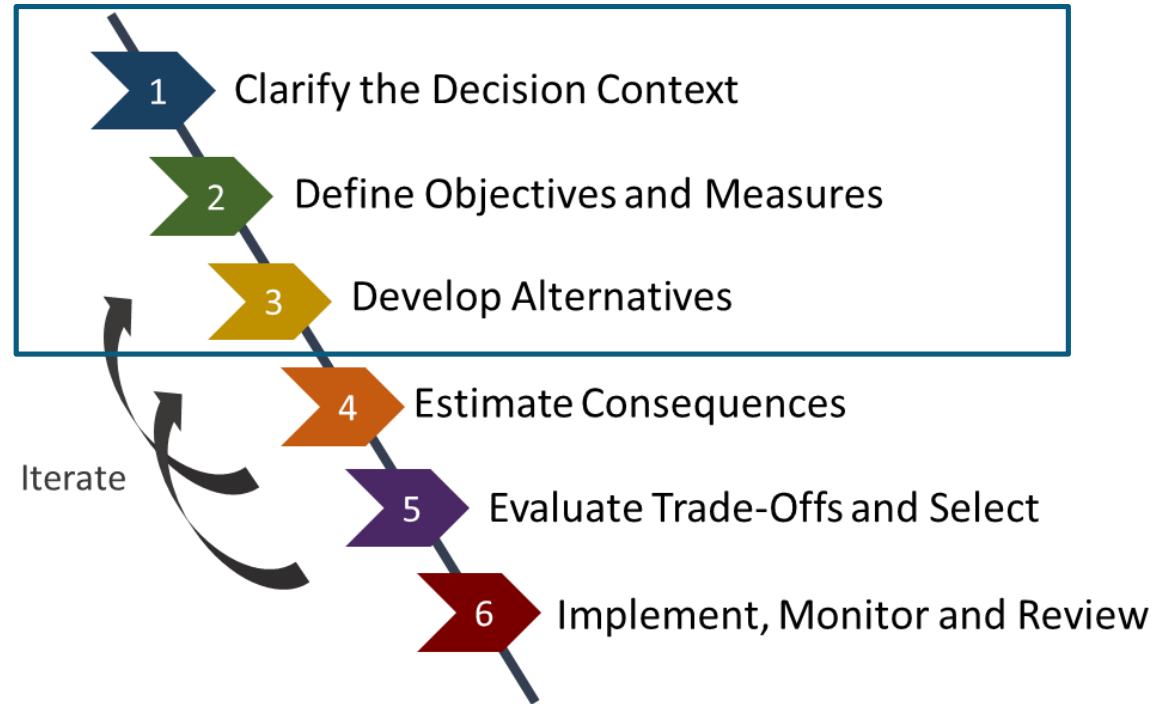 1 Clarify the Decision Context
2 Define Objectives and Measures
3 Develop Alternatives
4 Estimate Consequences
Iterate
5 Evaluate Trade-Offs and Select
6 Implement, Monitor and Review